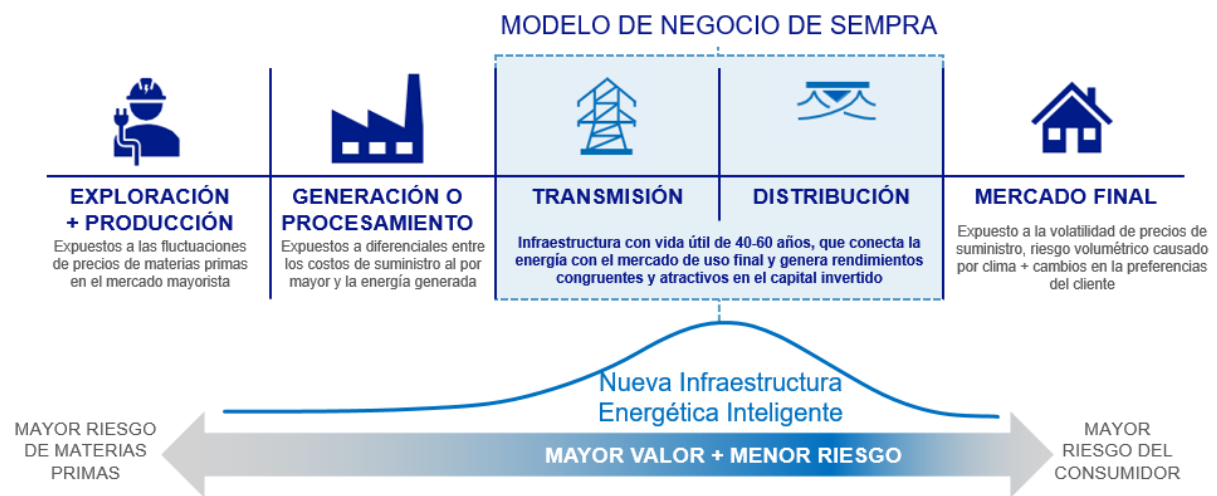 MODELO DE NEGOCIO DE SEMPRA
EXPLORACIÓN
+ PRODUCCIÓN
Expuestos a las fluctuaciones
de precios de materias primas
en el mercado mayorista
GENERACIÓN O
PROCESAMIENTO
Expuestos a diferenciales entre
los costos de suministro al por
mayor y la energía generada
TRANSMISIÓN
DISTRIBUCIÓN
Infraestructura con vida útil de 40-60 años, que conecta la
energía con el mercado de uso final y genera rendimientos
congruentes y atractivos en el capital invertido
MERCADO FINAL
Expuesto a la volatilidad de precios de
suministro, riesgo volumétrico causado
por clima + cambios en la preferencias
del cliente
Nueva Infraestructura
Energética Inteligente
MAYOR RIESGO
DE MATERIAS
PRIMAS
MAYOR VALOR + MENOR RIESGO
MAYOR
RIESGO DEL
CONSUMIDOR